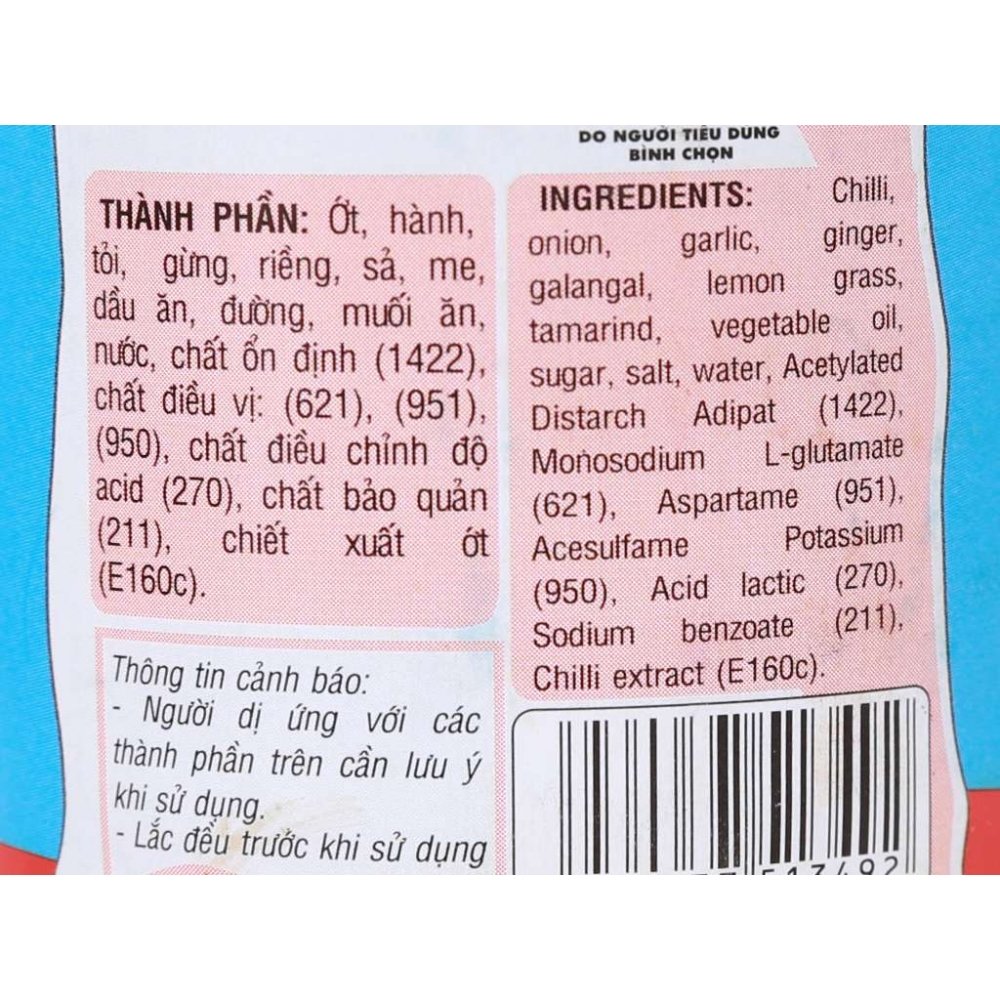 DO NGƯỜI TIÊU DÙNG
BÌNH CHỌN
THÀNH PHẦN: Ớt, hành,
tỏi, gừng, riềng, sả, me,
dầu ăn, đường, muối ăn,
nước, chất ổn định (1422),
chất điều vị: (621), (951),
(950), chất điều chỉnh độ
acid (270), chất bảo quản
(211), chiết xuất ớt
(E160c).
Thông tin cảnh báo:
- Người dị ứng với các
thành phần trên cần lưu ý
khi sử dụng.
- Lắc đều trước khi sử dụng
INGREDIENTS: Chilli,
onion, garlic, ginger,
galangal, lemon grass,
tamarind, vegetable oil,
sugar, salt, water, Acetylated
Distarch Adipat (1422),
Monosodium L-glutamate
(621), Aspartame (951),
Acesulfame Potassium
(950), Acid lactic (270),
Sodium benzoate (211),
Chilli extract (E160c).
513492